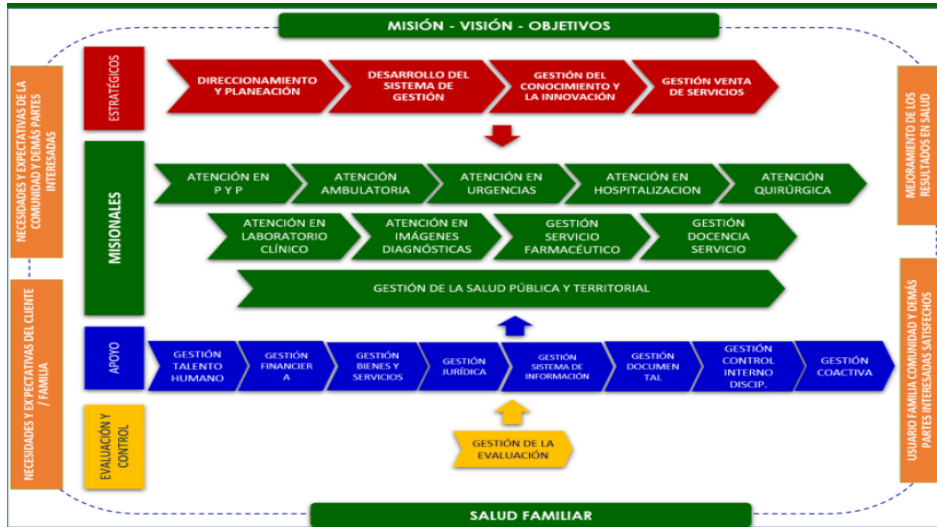 MISIÓN - VISIÓN - OBJETIVOS
NECESIDADES Y EXPECTATIVAS DE LA
COMUNIDAD Y DEMÁS PARTES
INTERESADAS
NECESIDADES Y EXPECTATIVAS DEL CLIENTE
/ FAMILIA
ESTRATÉGICOS
DIRECCIONAMIENTO
Y PLANEACIÓN
DESARROLLO DEL
SISTEMA DE
GESTIÓN
GESTIÓN DEL
CONOCIMIENTO Y
LA INNOVACIÓN
GESTIÓN VENTA
DE SERVICIOS
MISIONALES
ATENCIÓN EN
P Y P
ATENCIÓN
AMBULATORIA
ATENCIÓN EN
URGENCIAS
ATENCIÓN EN
HOSPITALIZACION
ATENCIÓN
QUIRÚRGICA
ATENCIÓN EN
LABORATORIO
CLÍNICO
ATENCIÓN EN
IMÁGENES
DIAGNÓSTICAS
GESTIÓN
SERVICIO
FARMACÉUTICO
GESTIÓN
DOCENCIA
SERVICIO
GESTIÓN DE LA SALUD PÚBLICA Y TERRITORIAL
APOYO
GESTIÓN
TALENTO
HUMANO
GESTIÓN
FINANCIER
A
GESTIÓN
BIENES Y
SERVICIOS
GESTIÓN
JURÍDICA
GESTIÓN
SISTEMA DE
INFORMACIÓN
GESTIÓN
DOCUMEN
TAL
GESTIÓN
CONTROL
INTERNO
DISCIP.
GESTIÓN
COACTIVA
EVALUACIÓN Y
CONTROL
GESTIÓN DE LA
EVALUACIÓN
MEJORAMIENTO DE LOS
RESULTADOS EN SALUD
USUARIO FAMILIA COMUNIDAD Y DEMÁS
PARTES INTERESADAS SATISFECHOS
SALUD FAMILIAR